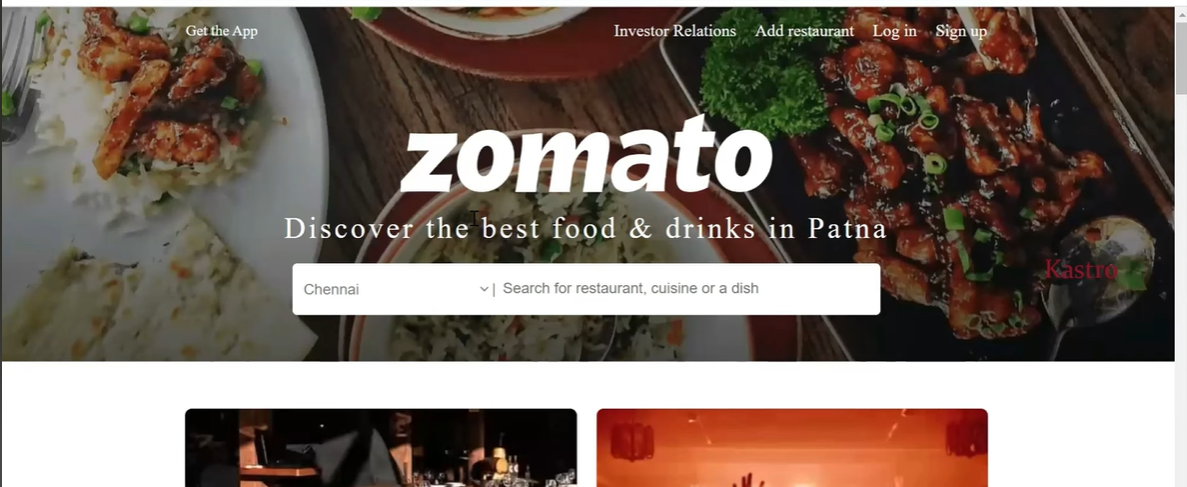 Get the App
Investor Relations Add restaurant Log in Sign up
zomato
Discover the best food & drinks in Patna
Kastro
Chennai | Search for restaurant, cuisine or a dish